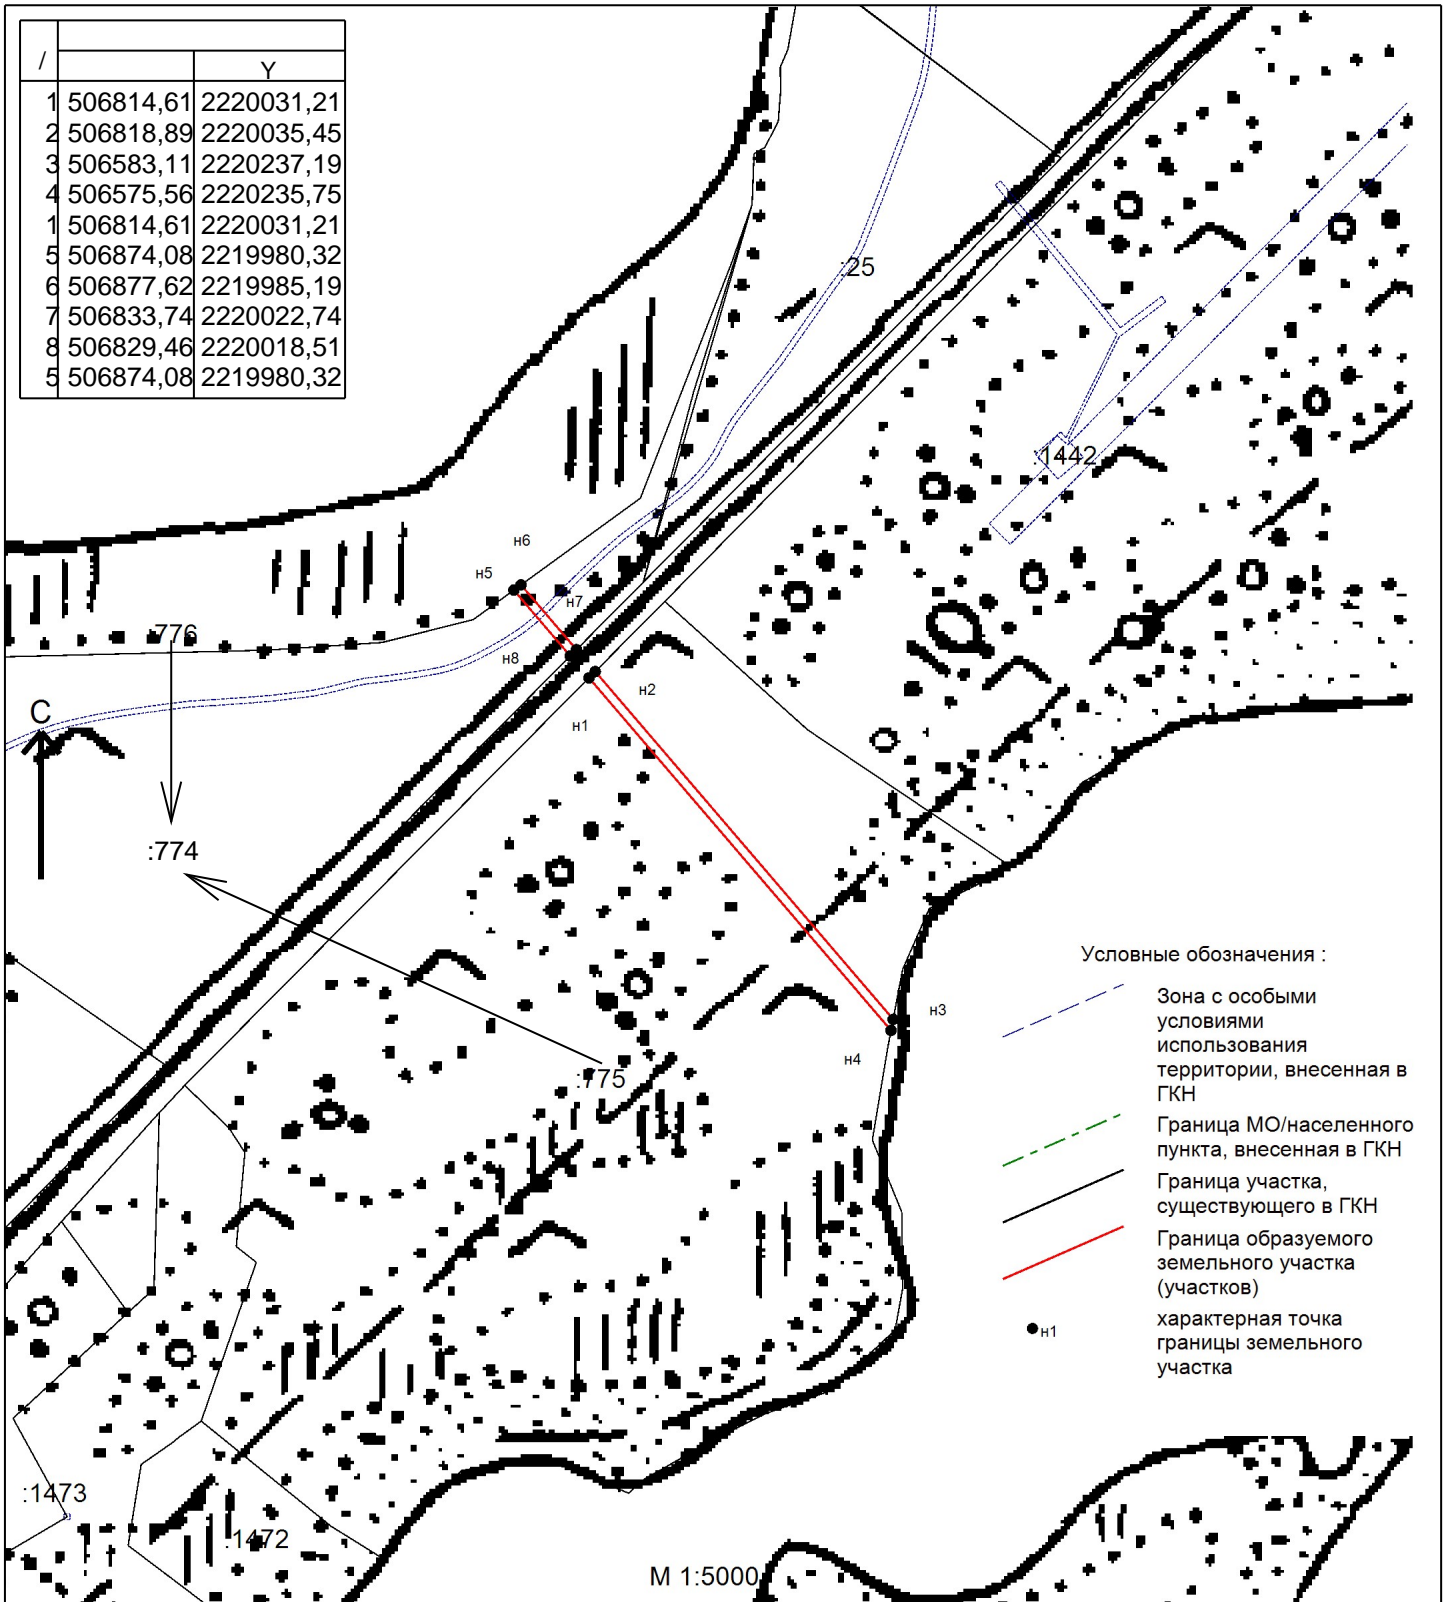 / Y
1 506814,61 2220031,21
2 506818,89 2220035,45
3 506583,11 2220237,19
4 506575,56 2220235,75
1 506814,61 2220031,21
5 506874,08 2219980,32
6 506877,62 2219985,19
7 506833,74 2220022,74
8 506829,46 2220018,51
5 506874,08 2219980,32
:25
:1442
н6
н5
н7
:776
н8
н2
С
н1
:774
Условные обозначения :
Зона с особыми
условиями
использования
территории, внесенная в
ГКН
н3
н4
:775
Граница МО/населенного
пункта, внесенная в ГКН
Граница участка,
существующего в ГКН
Граница образуемого
земельного участка
(участков)
н1
характерная точка
границы земельного
участка
:1473
:1472
М 1:5000